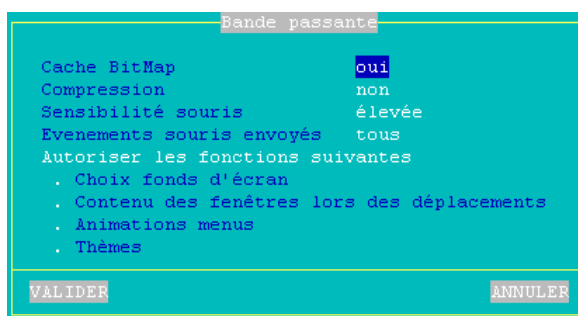 Bande passante
Cache BitMap oui
Compression non
Sensibilité souris élevée
Evenements souris envoyés tous
Autoriser les fonctions suivantes
. Choix fonds d'écran
. Contenu des fenêtres lors des déplacements
. Animations menus
. Thèmes
VALIDER ANNULER